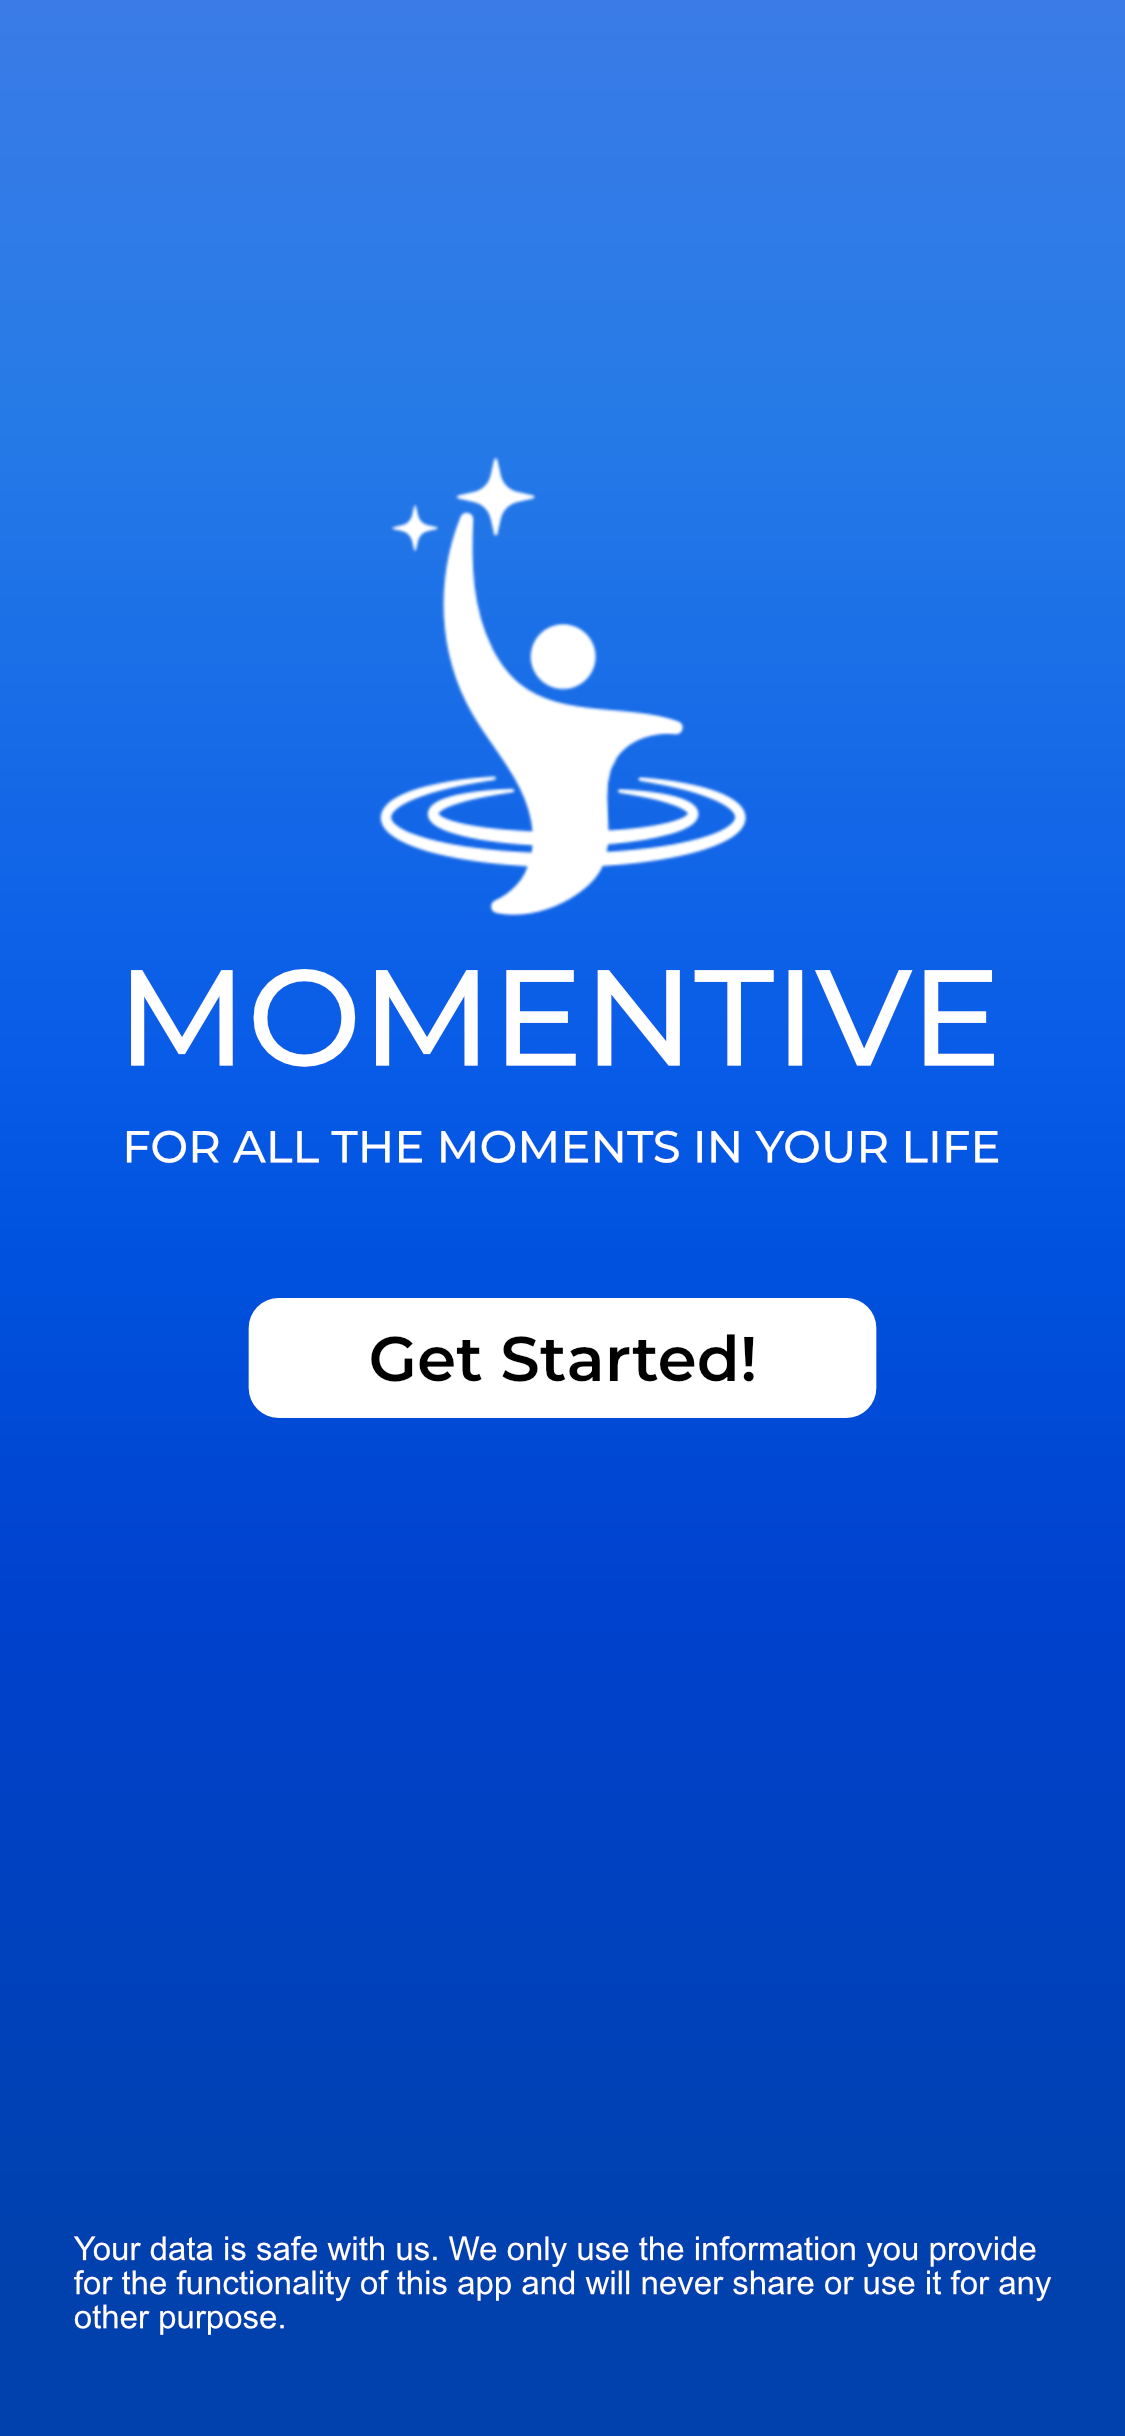 MOMENTIVE
FOR ALL THE MOMENTS IN YOUR LIFE
Get Started!
Your data is safe with us. We only use the information you provide
for the functionality of this app and will never share or use it for any
other purpose.